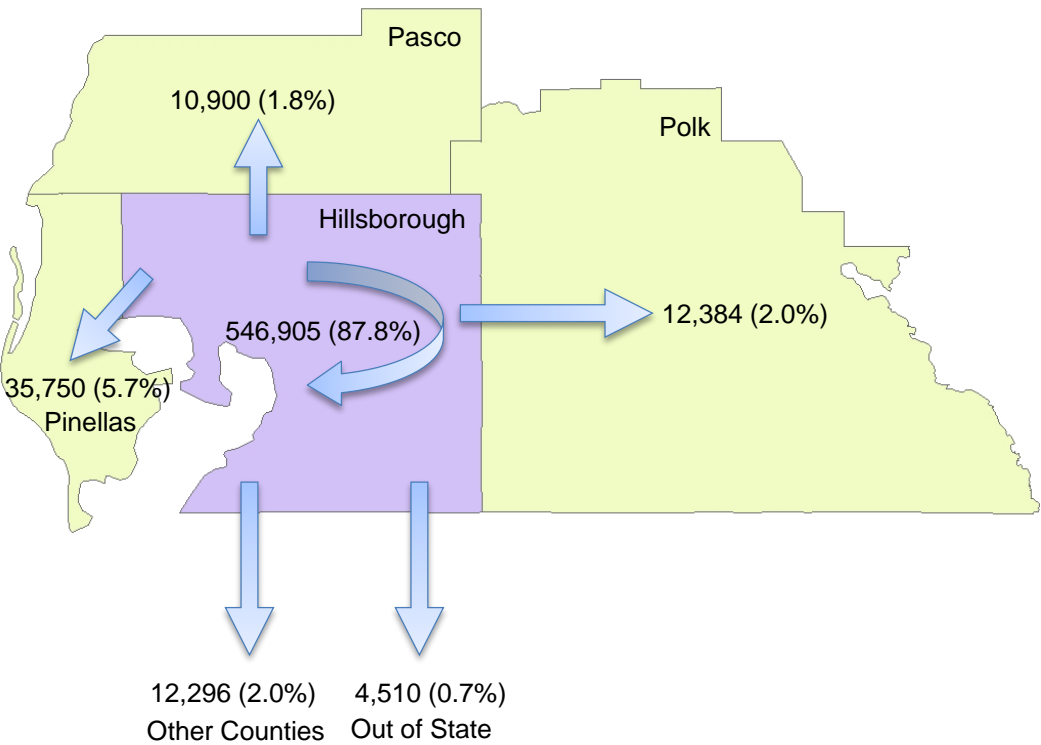 Pasco
10,900 (1.8%)
Polk
Hillsborough
546,905 (87.8%)
12,384 (2.0%)
35,750 (5.7%)
Pinellas
12,296 (2.0%)
Other Counties
4,510 (0.7%)
Out of State